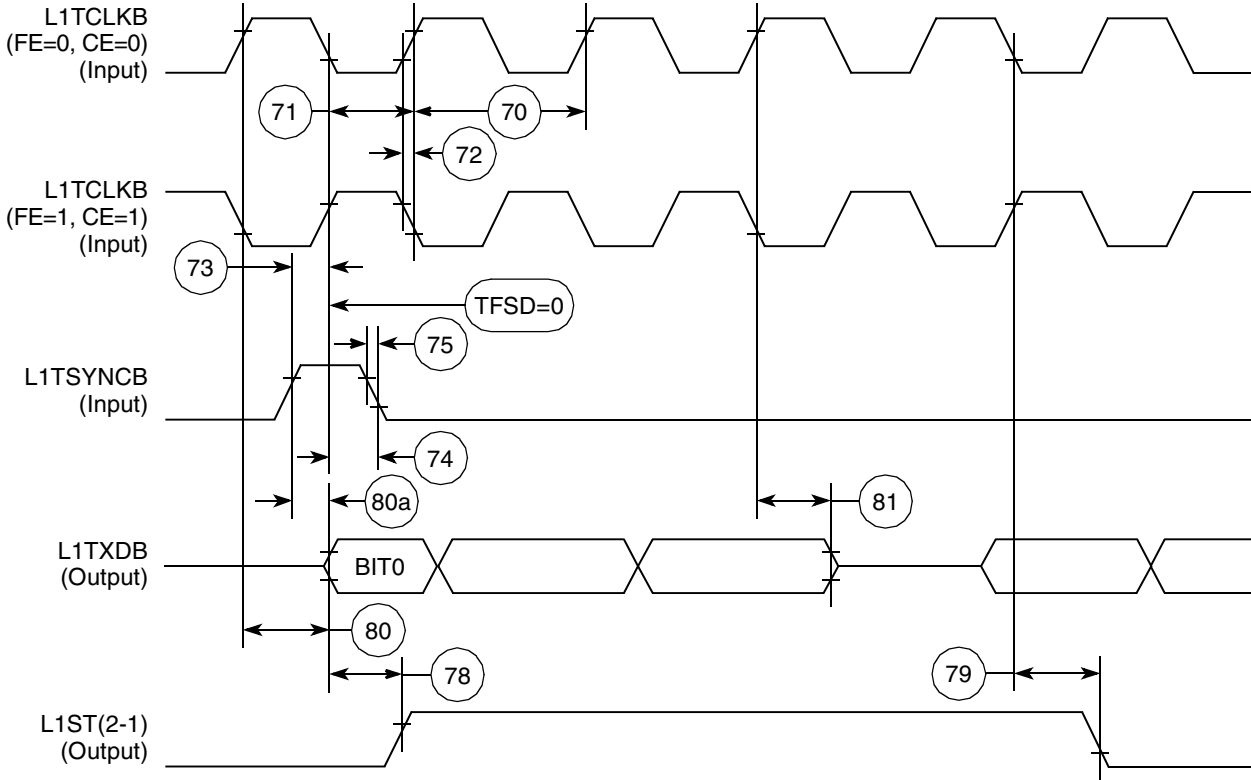 L1TCLKB
(FE=0, CE=0)
(Input)
71
70
72
L1TCLKB
(FE=1, CE=1)
(Input)
73
TFSD=0
75
L1TSYNCB
(Input)
74
80a
81
L1TXDB
(Output)
BIT0
80
78
79
L1ST(2-1)
(Output)